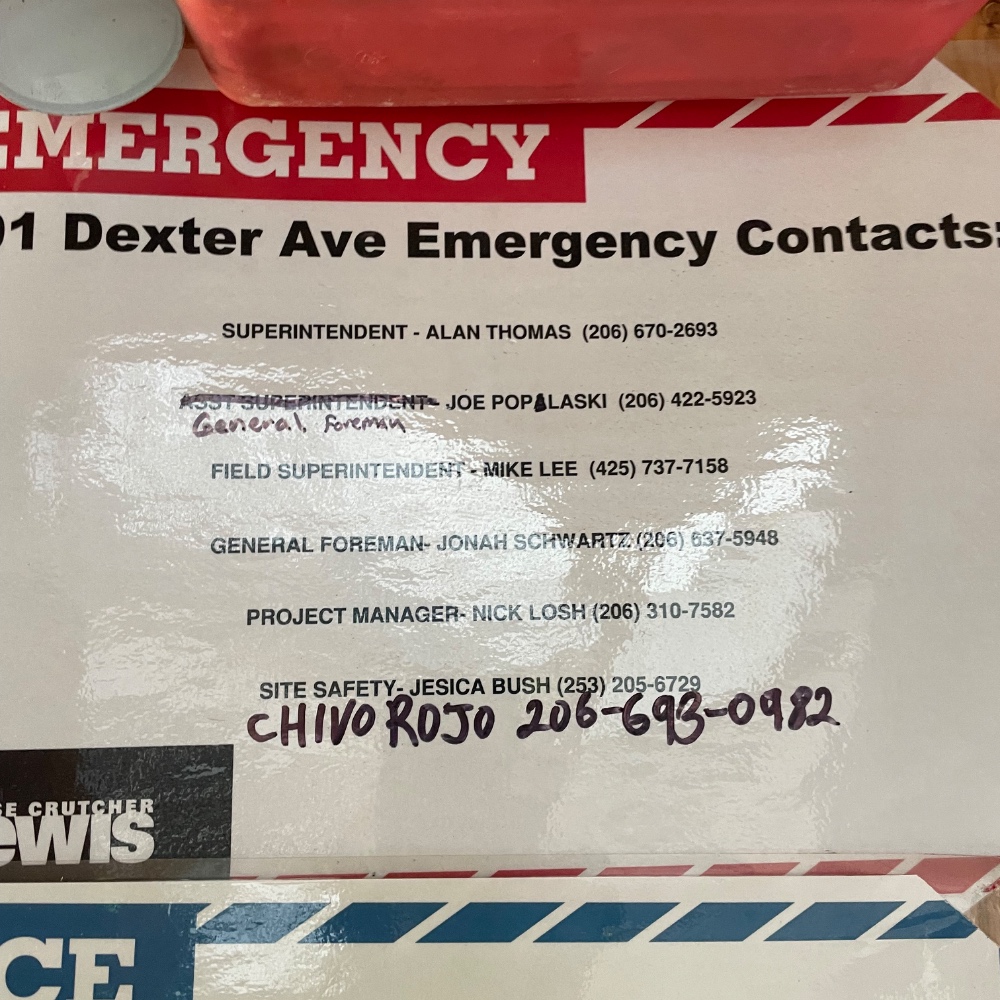 EMERGENCY
01 Dexter Ave Emergency Contacts:
SUPERINTENDENT - ALAN THOMAS (206) 670-2693
ASST SUPERINTENDENT- JOE POPALASKI (206) 422-5923
General Foreman
FIELD SUPERINTENDENT - MIKE LEE (425) 737-7158
GENERAL FOREMAN- JONAH SCHWARTZ (206) 637-5948
PROJECT MANAGER- NICK LOSH (206) 310-7582
SITE SAFETY- JESICA BUSH (253) 205-6729
CHIVO ROJO 206-693-0982
SE CRUTCHER
eWIS
CE